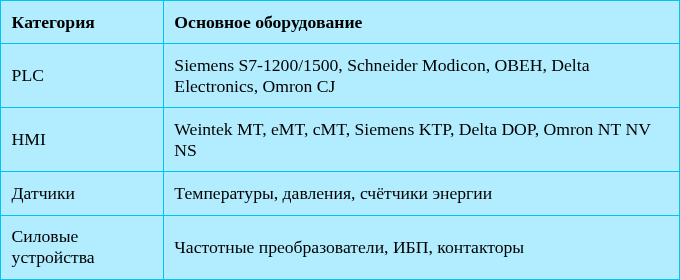 Категория
Основное оборудование
PLC
Siemens S7-1200/1500, Schneider Modicon, ОВЕН, Delta
Electronics, Omron CJ
HMI
Weintek MT, eMT, cMT, Siemens KTP, Delta DOP, Omron NT NV
NS
Датчики
Температуры, давления, счётчики энергии
Силовые
устройства
Частотные преобразователи, ИБП, контакторы